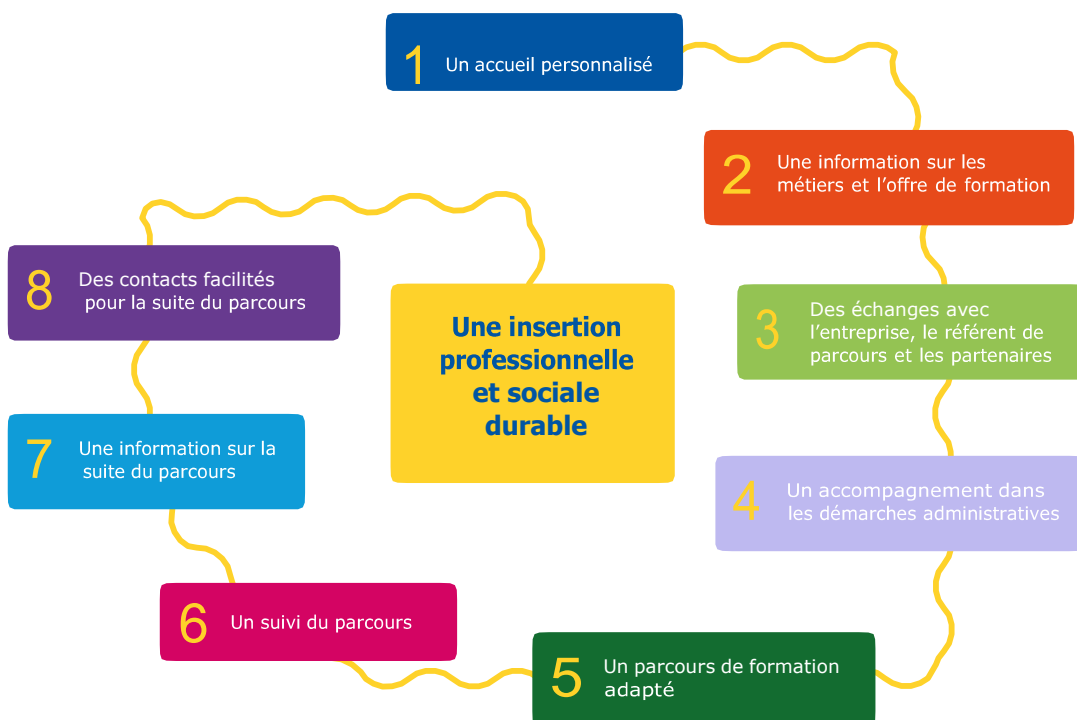 1 Un accueil personnalisé
2 Une information sur les
métiers et l’offre de formation
3 Des échanges avec
l’entreprise, le référent de
parcours et les partenaires
4 Un accompagnement dans
les démarches administratives
5 Un parcours de formation
adapté
6 Un suivi du parcours
7 Une information sur la
suite du parcours
8 Des contacts facilités
pour la suite du parcours
Une insertion
professionnelle
et sociale
durable